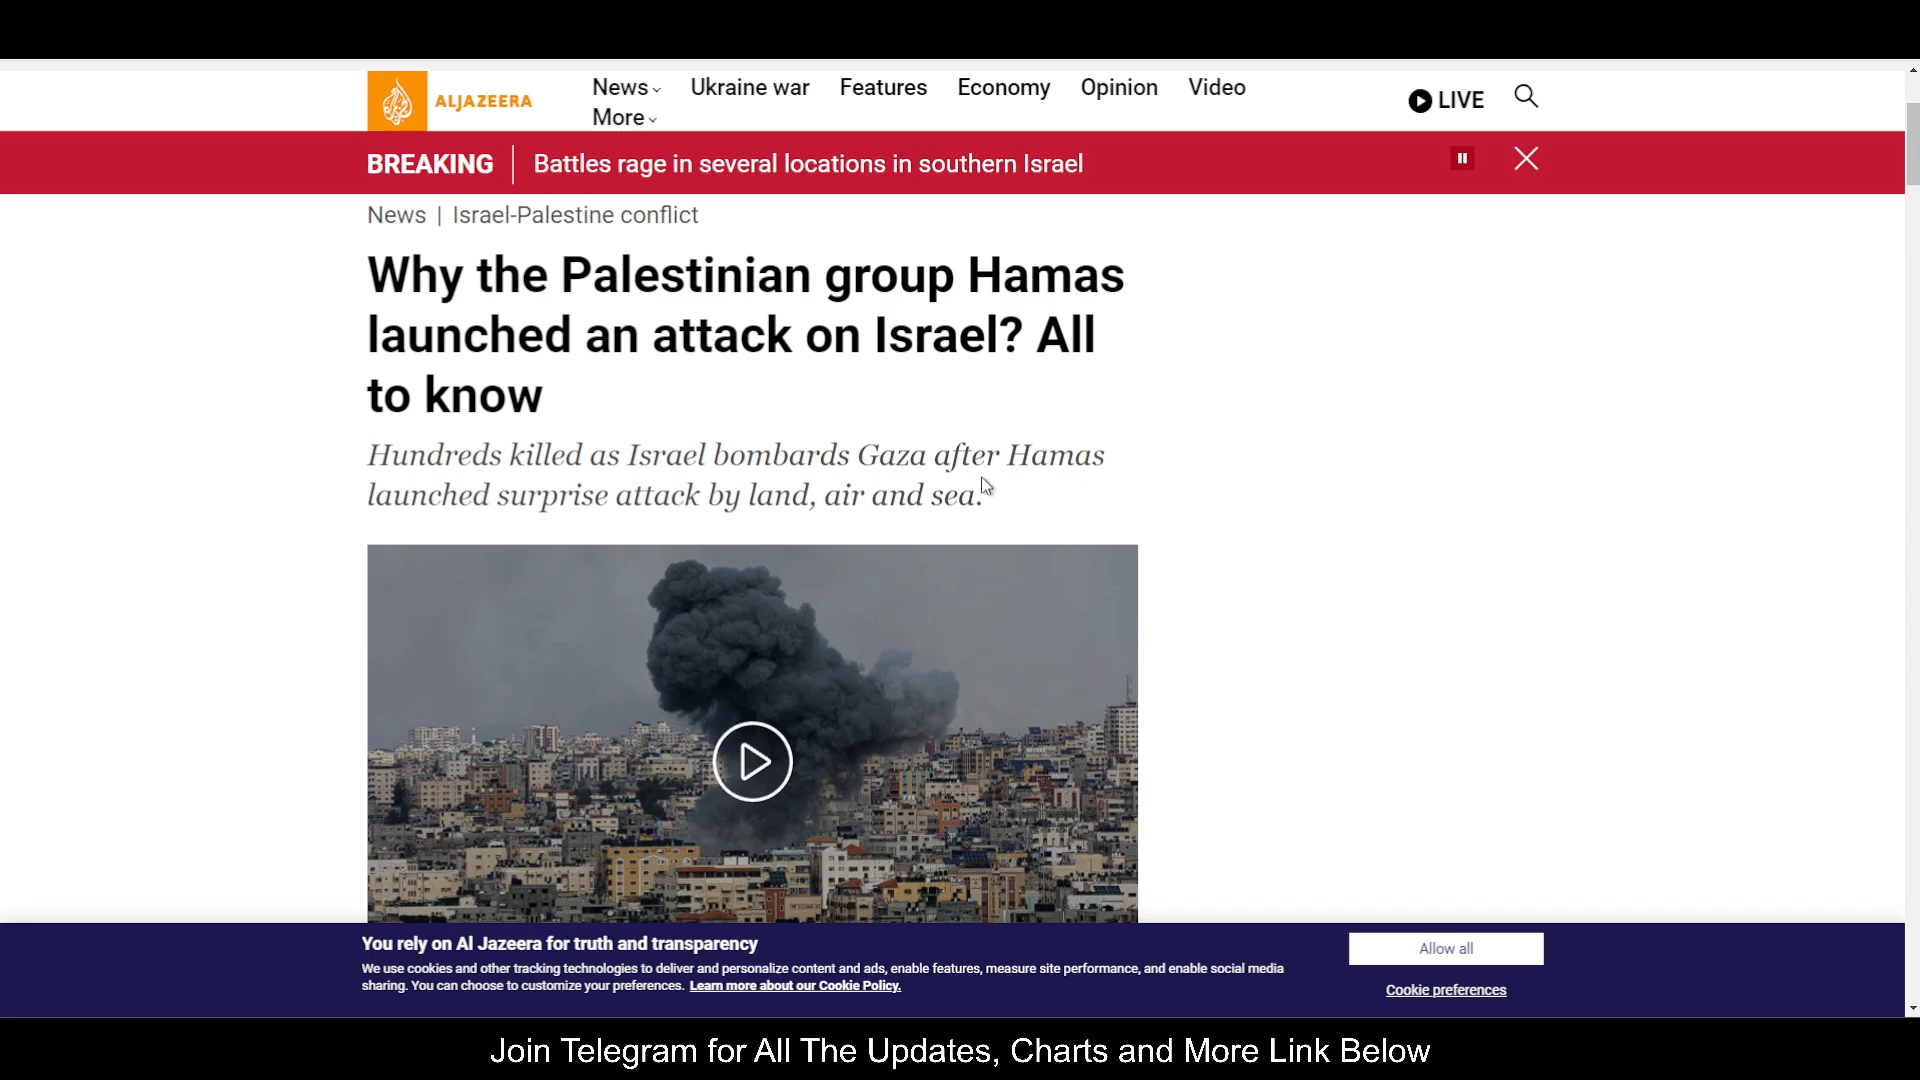 ALJAZEERA
News
Ukraine war
Features
Economy
Opinion
Video
More
LIVE
BREAKING
Battles rage in several locations in southern Israel
News | Israel-Palestine conflict
Why the Palestinian group Hamas
launched an attack on Israel? All
to know
Hundreds killed as Israel bombards Gaza after Hamas
launched surprise attack by land, air and sea.
You rely on Al Jazeera for truth and transparency
We use cookies and other tracking technologies to deliver and personalize content and ads, enable features, measure site performance, and enable social media
sharing. You can choose to customize your preferences. Learn more about our Cookie Policy.
Allow all
Cookie preferences
Join Telegram for All The Updates, Charts and More Link Below